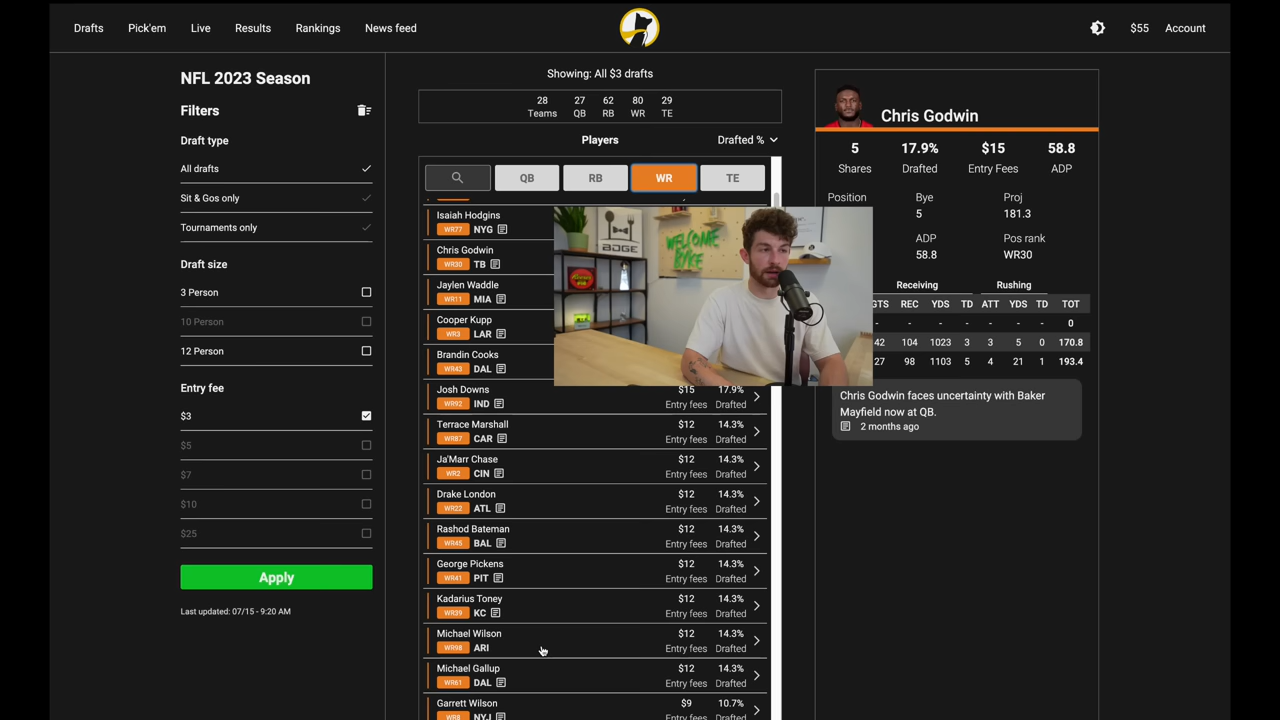 Drafts Pick'em Live Results Rankings News feed $55 Account
NFL 2023 Season
Filters
Draft type
All drafts
Sit & Gos only
Tournaments only
Draft size
3 Person
10 Person
12 Person
Entry fee
$3
$5
$7
$10
$25
Apply
Last updated: 07/15 - 9:20 AM
Showing: All $3 drafts
28 27 62 80 29
Teams QB RB WR TE
Players Drafted %
QB RB WR TE
Isaiah Hodgins
WR77 NYG
Chris Godwin
WR30 TB
Jaylen Waddle
WR11 MIA
Cooper Kupp
WR3 LAR
Brandin Cooks
WR43 DAL
Josh Downs $15 17.9%
WR92 IND Entry fees Drafted
Terrace Marshall $12 14.3%
WR87 CAR Entry fees Drafted
Ja'Marr Chase $12 14.3%
WR2 CIN Entry fees Drafted
Drake London $12 14.3%
WR22 ATL Entry fees Drafted
Rashod Bateman $12 14.3%
WR45 BAL Entry fees Drafted
George Pickens $12 14.3%
WR41 PIT Entry fees Drafted
Kadarius Toney $12 14.3%
WR39 KC Entry fees Drafted
Michael Wilson $12 14.3%
WR98 ARI Entry fees Drafted
Michael Gallup $12 14.3%
WR61 DAL Entry fees Drafted
Garrett Wilson $9 10.7%
WR8 NYJ Entry fees Drafted
BDGE
WELCOME
Chris Godwin
5 17.9% $15 58.8
Shares Drafted Entry Fees ADP
Position Bye Proj
5 181.3
ADP Pos rank
58.8 WR30
Receiving Rushing
GTS REC YDS TD ATT YDS TD TOT
- - - - - - - 0
42 104 1023 3 3 5 0 170.8
27 98 1103 5 4 21 1 193.4
Chris Godwin faces uncertainty with Baker
Mayfield now at QB.
2 months ago